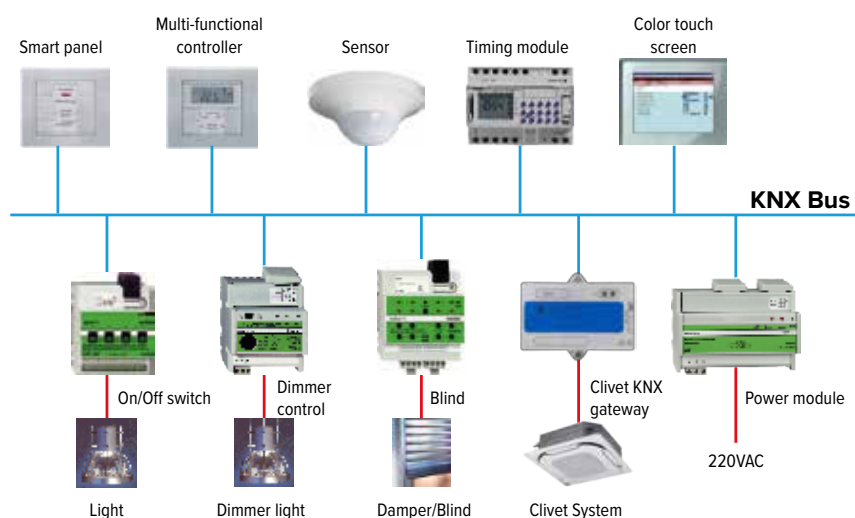 Smart panel
Multi-functional
controller
Sensor
Timing module
Color touch
screen
KNX Bus
On/Off switch
Dimmer
control
Blind
Clivet KNX
gateway
Power module
220VAC
Light
Dimmer light
Damper/Blind
Clivet System